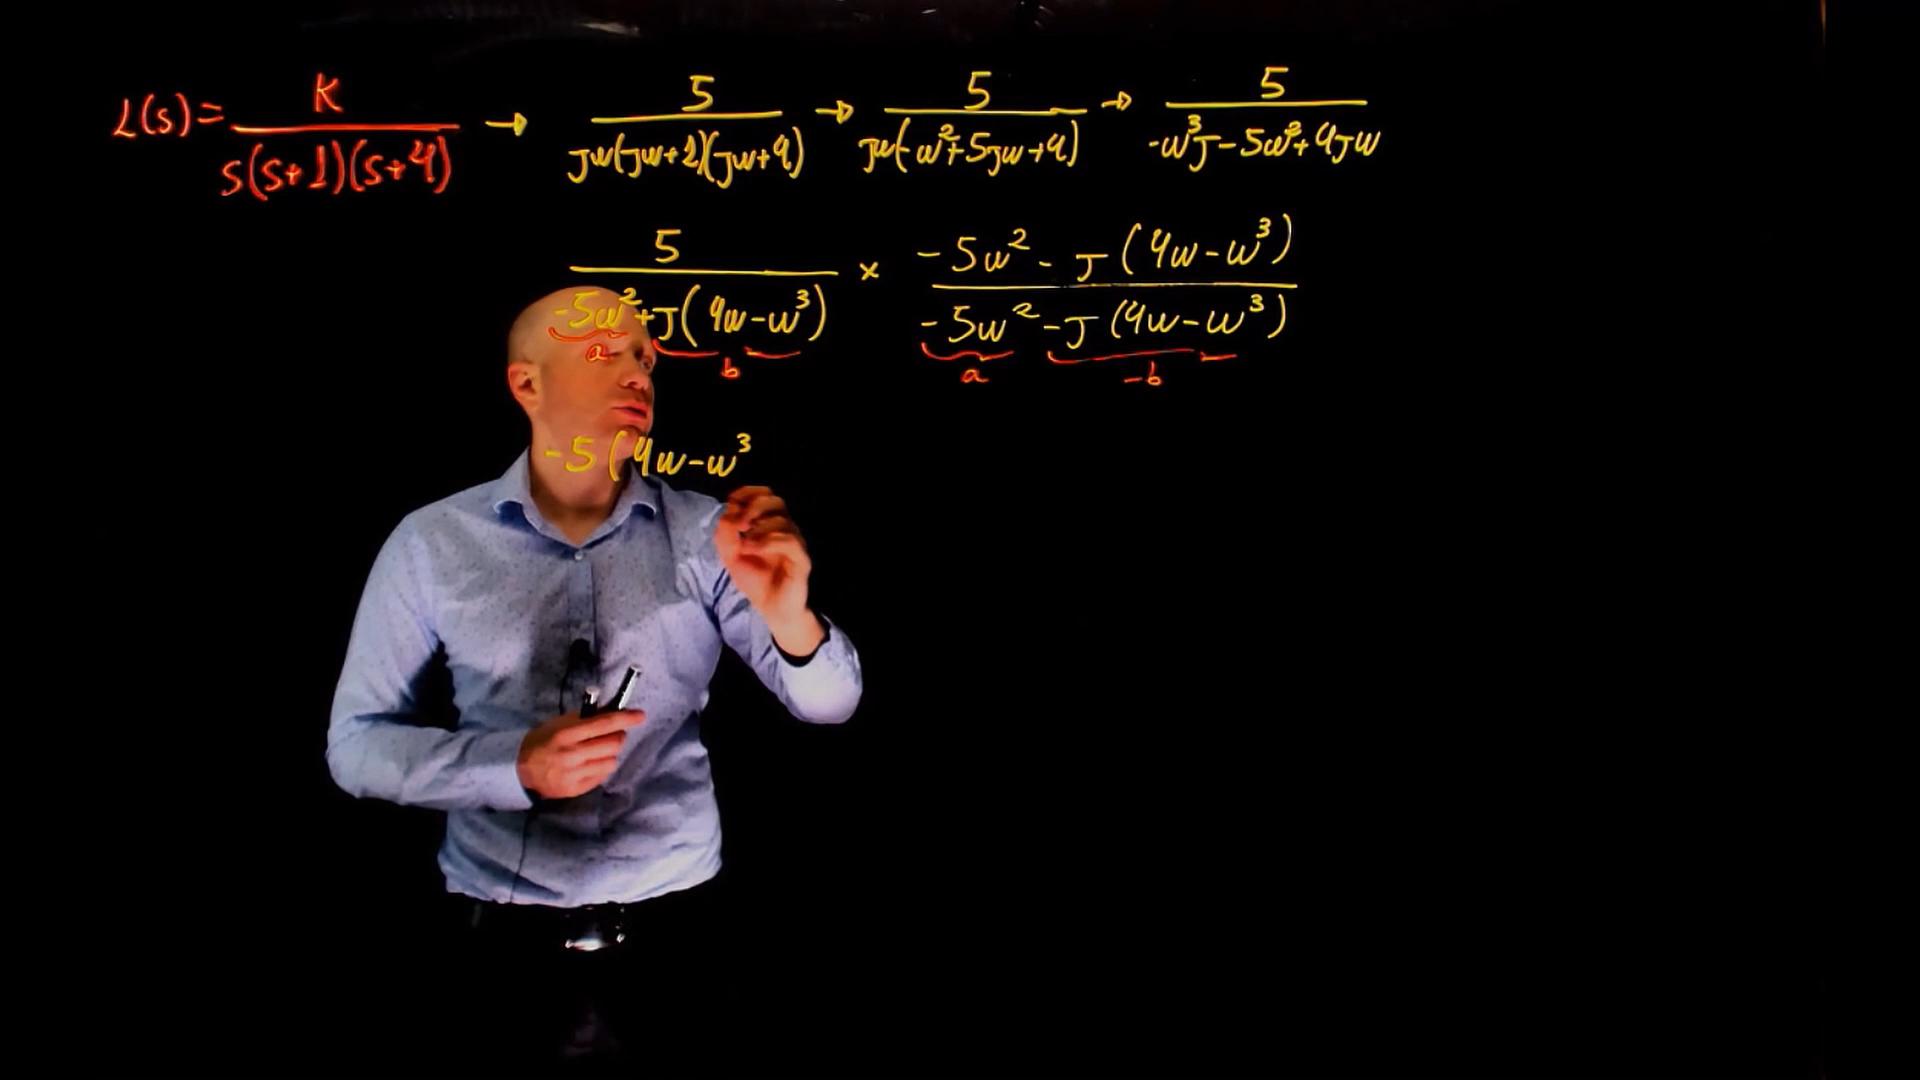 L(s) = K / s(s+1)(s+4) → 5 / jw(jw+1)(jw+4) → 5 / jw(-w²+5jw+4) → 5 / -w³j-5w²+4jw
5 / -5w²+j(4w-w³) × -5w²-j(4w-w³) / -5w²-j(4w-w³)
a b a -b
-5(4w-w³